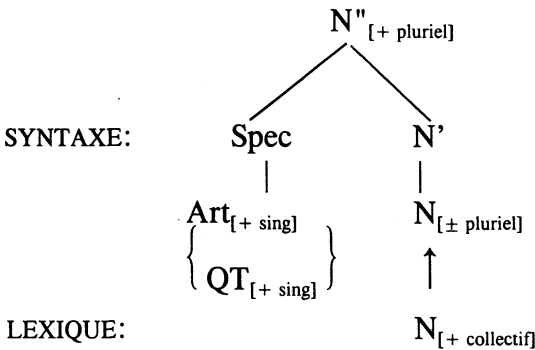 N"[+ pluriel]
SYNTAXE: Spec N'
Art[+ sing] N[± pluriel]
QT[+ sing]
LEXIQUE: N[+ collectif]